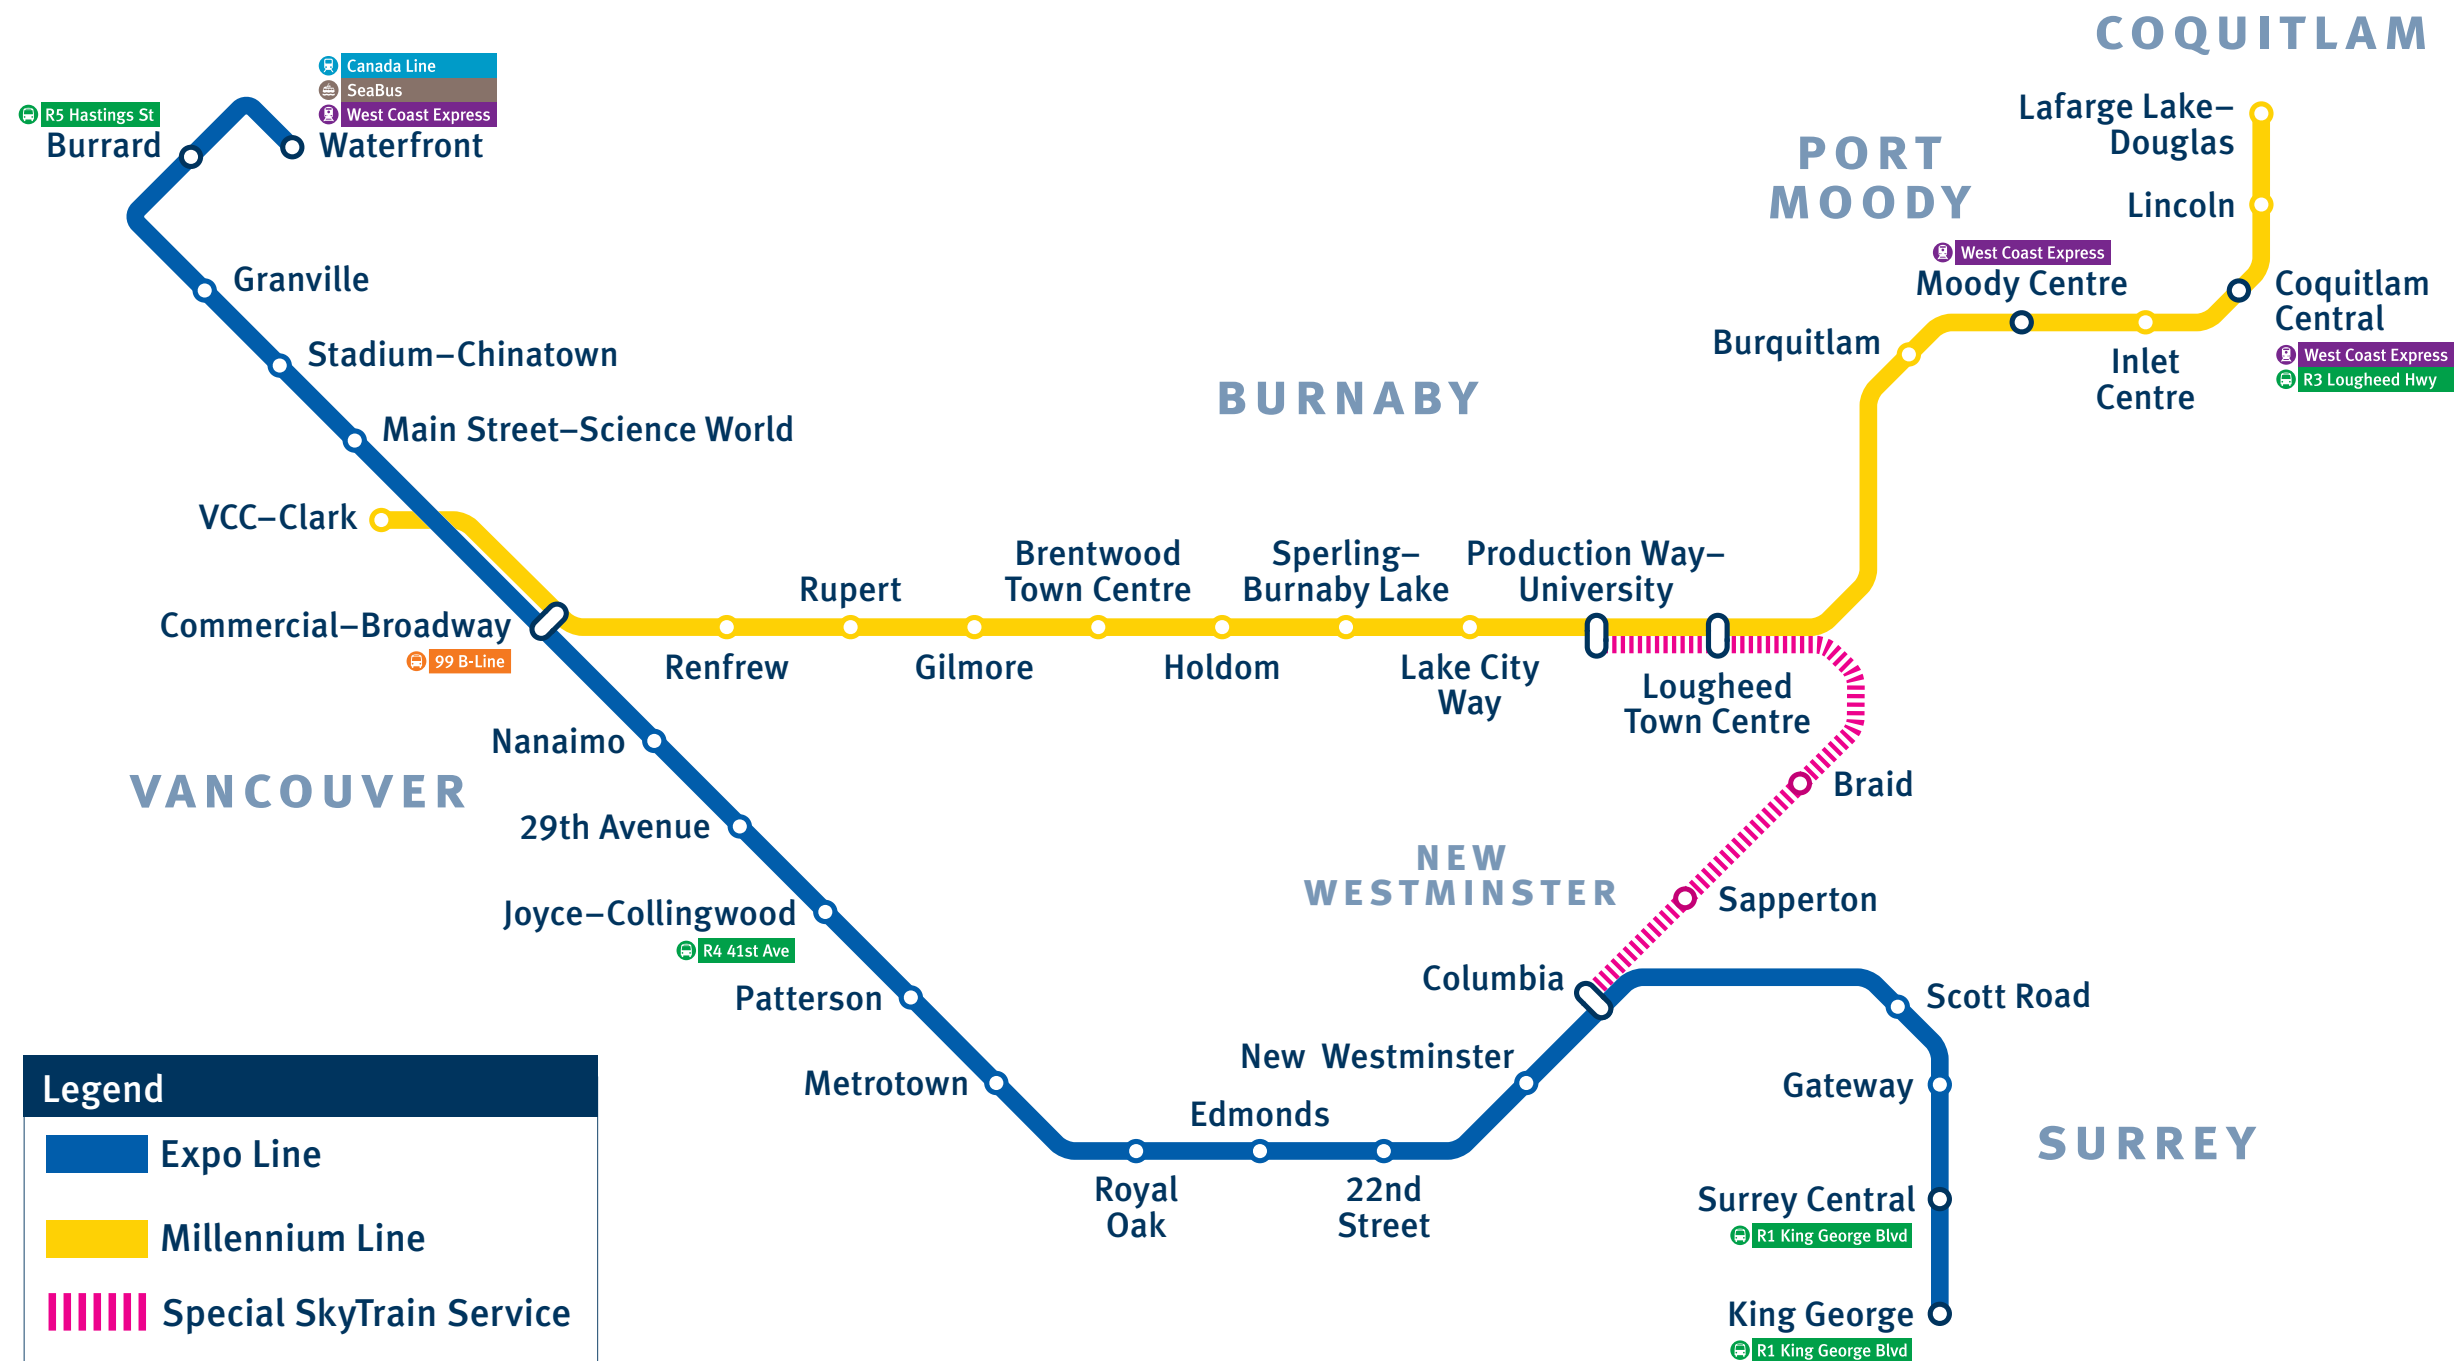 COQUITLAM
Canada Line
SeaBus
West Coast Express
R5 Hastings St
Burrard
Waterfront
Lafarge Lake–
Douglas
PORT
MOODY
Lincoln
West Coast Express
Moody Centre
Coquitlam
Central
West Coast Express
R3 Lougheed Hwy
Granville
Burquitlam
Inlet
Centre
Stadium–Chinatown
BURNABY
Main Street–Science World
VCC–Clark
Commercial–Broadway
99 B-Line
Renfrew
Rupert
Gilmore
Brentwood
Town Centre
Holdom
Sperling–
Burnaby Lake
Lake City
Way
Production Way–
University
Lougheed
Town Centre
Nanaimo
VANCOUVER
29th Avenue
Braid
NEW
WESTMINSTER
Sapperton
Joyce–Collingwood
R4 41st Ave
Columbia
Patterson
Scott Road
New Westminster
Metrotown
Gateway
Edmonds
SURREY
Royal
Oak
22nd
Street
Surrey Central
R1 King George Blvd
King George
R1 King George Blvd
Legend
Expo Line
Millennium Line
Special SkyTrain Service